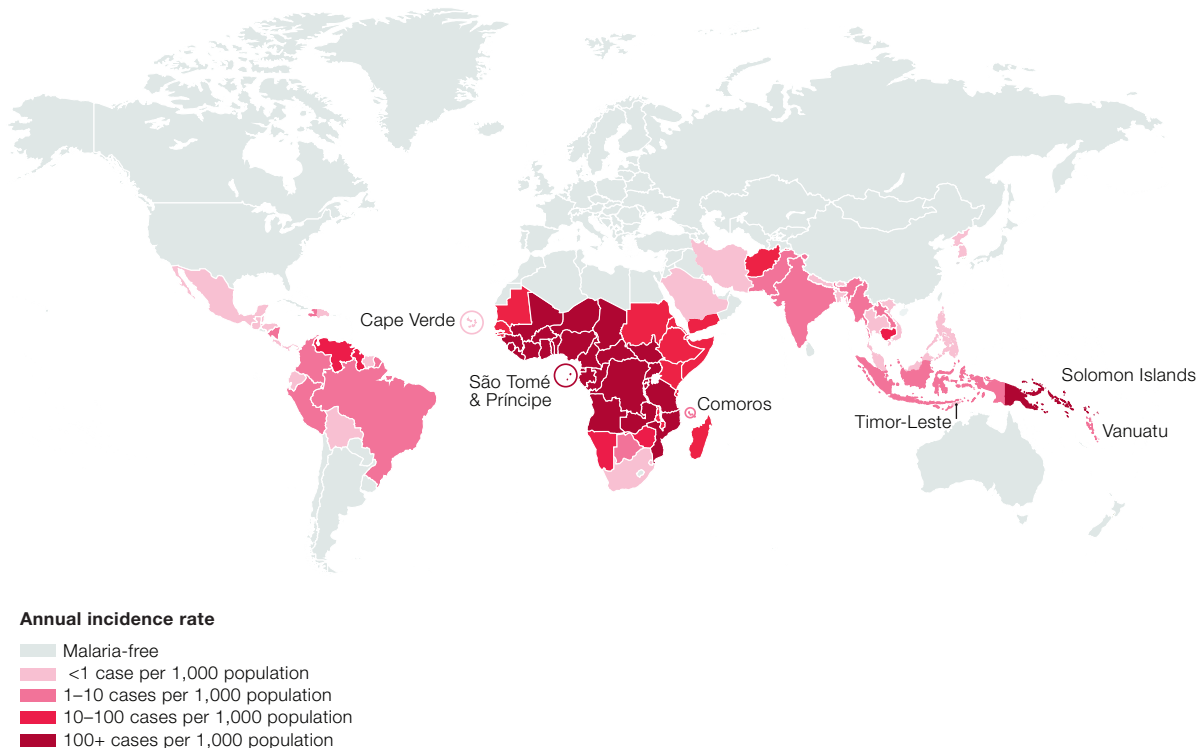 Cape Verde
São Tomé
& Príncipe
Comoros
Solomon Islands
Timor-Leste
Vanuatu
Annual incidence rate
Malaria-free
<1 case per 1,000 population
1–10 cases per 1,000 population
10–100 cases per 1,000 population
100+ cases per 1,000 population